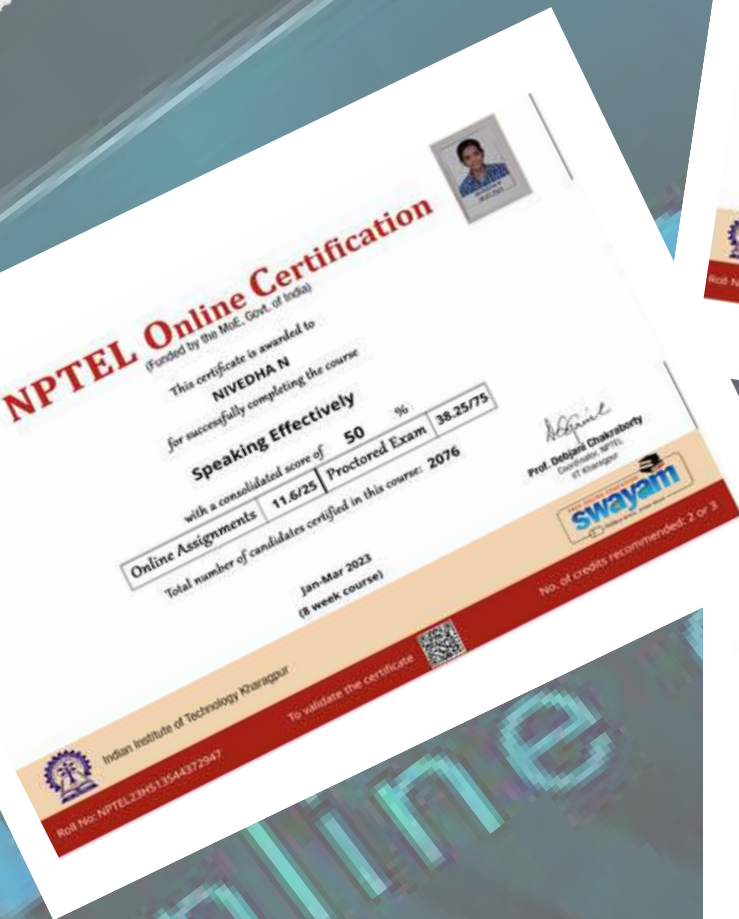 NPTEL Online Certification
(Funded by the MoE, Govt. of India)
This certificate is awarded to
NIVEDHA N
for successfully completing the course
Speaking Effectively
with a consolidated score of 50 %
Online Assignments 11.6/25 Proctored Exam 38.25/75
Total number of candidates certified in this course: 2076
Prof. Debjani Chakraborty
Coordinator, NPTEL
IIT Kharagpur
swayam
Jan-Mar 2023
(8 week course)
No. of credits recommended: 2 or 3
Indian Institute of Technology Kharagpur
To validate the certificate
Roll No: NPTEL23HS13S44372947
Roll N
nline